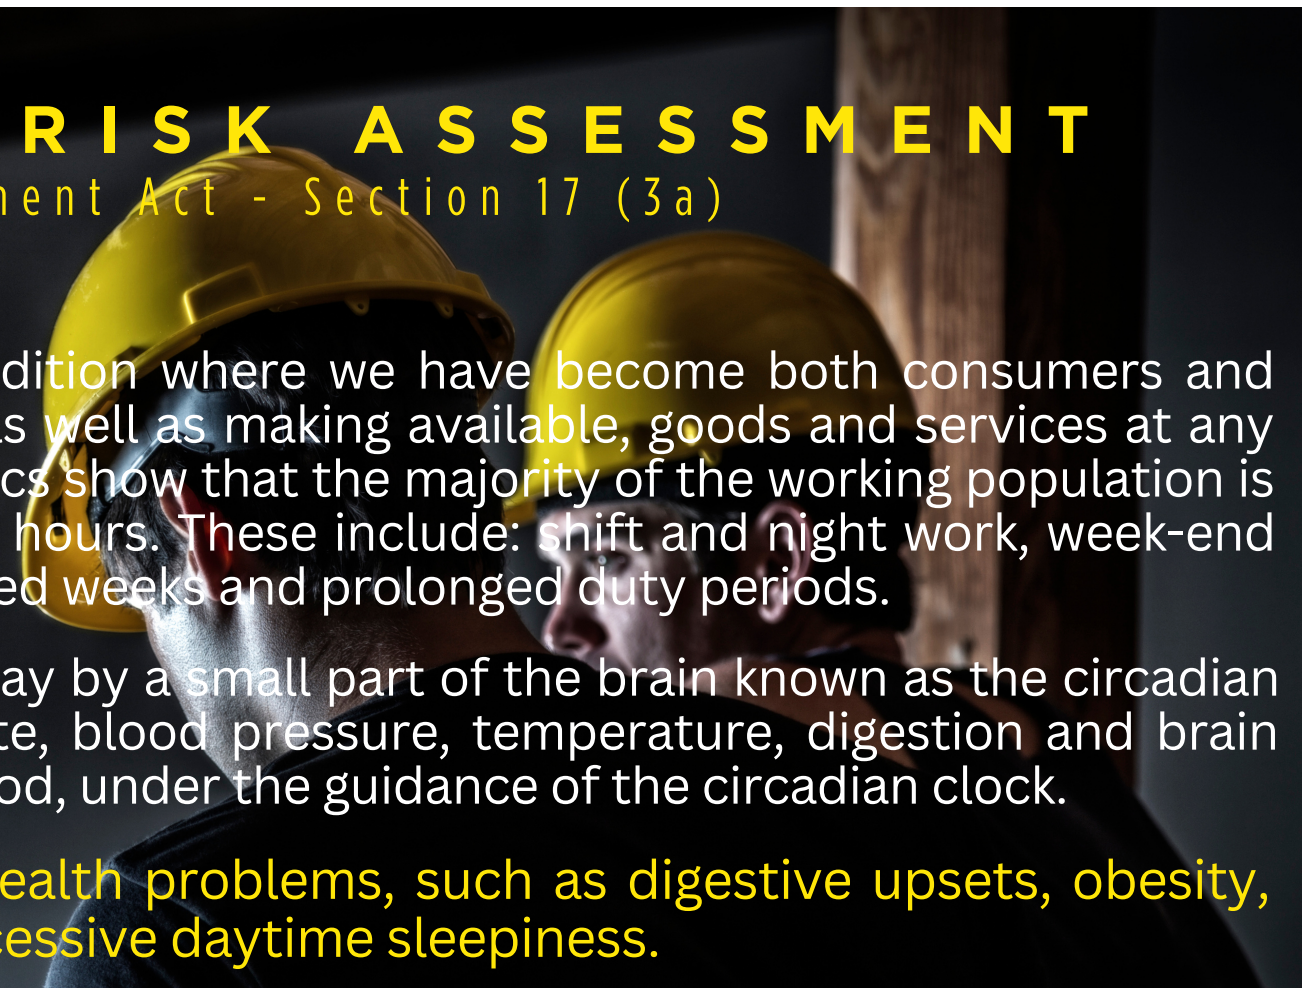 RISK ASSESSMENT
ment Act - Section 17 (3a)
dition where we have become both consumers and
as well as making available, goods and services at any
cs show that the majority of the working population is
hours. These include: shift and night work, week-end
ed weeks and prolonged duty periods.
ay by a small part of the brain known as the circadian
te, blood pressure, temperature, digestion and brain
od, under the guidance of the circadian clock.
ealth problems, such as digestive upsets, obesity,
cessive daytime sleepiness.